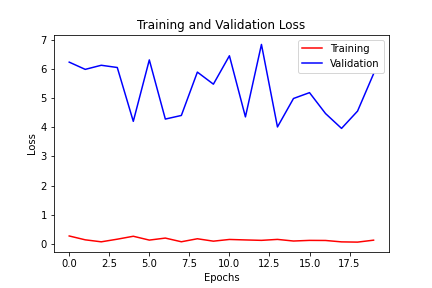 Training and Validation Loss
Training
Validation
Loss
7
6
5
4
3
2
1
0
0.0 2.5 5.0 7.5 10.0 12.5 15.0 17.5
Epochs